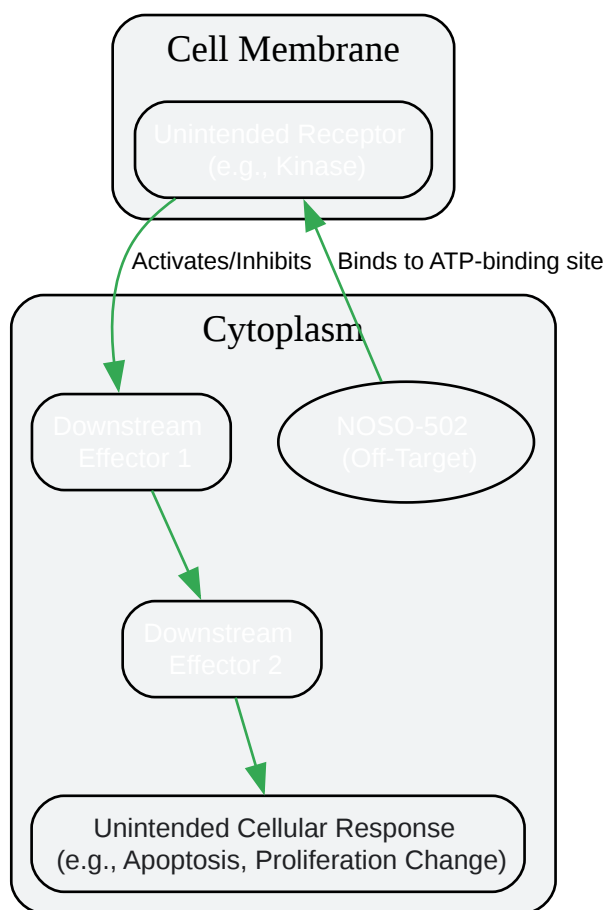 Cell Membrane
Unintended Receptor
(e.g., Kinase)
Activates/Inhibits
Binds to ATP-binding site
Cytoplasm
Downstream
Effector 1
NOSO-502
(Off-Target)
Downstream
Effector 2
Unintended Cellular Response
(e.g., Apoptosis, Proliferation Change)